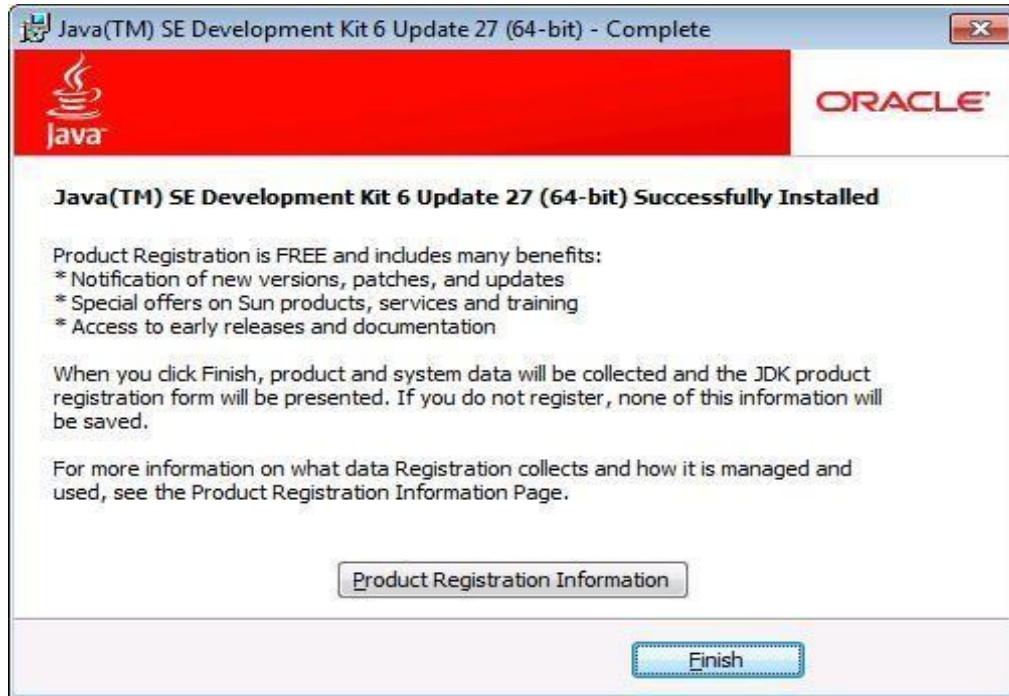 Java(TM) SE Development Kit 6 Update 27 (64-bit) - Complete
Java
ORACLE
Java(TM) SE Development Kit 6 Update 27 (64-bit) Successfully Installed
Product Registration is FREE and includes many benefits:
* Notification of new versions, patches, and updates
* Special offers on Sun products, services and training
* Access to early releases and documentation
When you click Finish, product and system data will be collected and the JDK product
registration form will be presented. If you do not register, none of this information will
be saved.
For more information on what data Registration collects and how it is managed and
used, see the Product Registration Information Page.
Product Registration Information
Finish